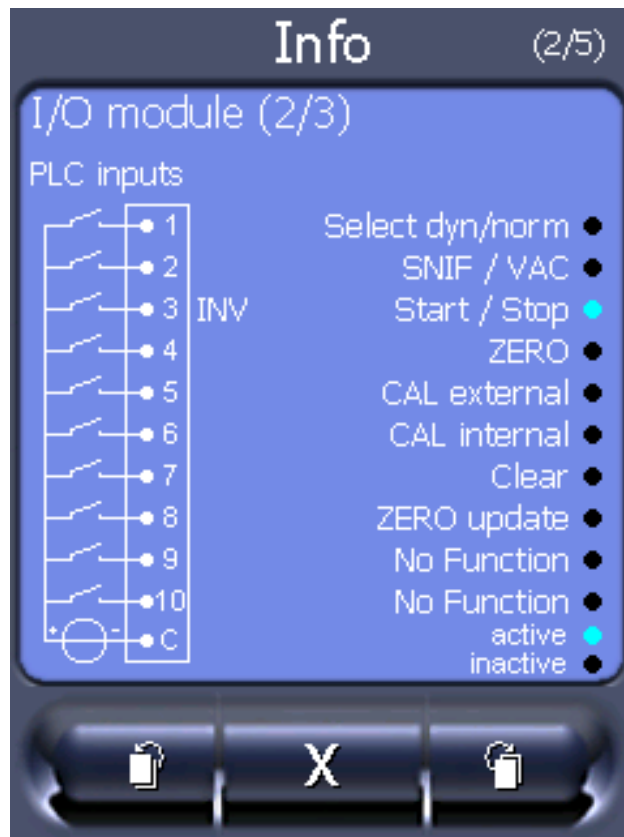 Info (2/5)
I/O module (2/3)
PLC inputs
1 Select dyn/norm
2 SNIF / VAC
3 INV Start / Stop
4 ZERO
5 CAL external
6 CAL internal
7 Clear
8 ZERO update
9 No Function
10 No Function
+ - C active
inactive
X